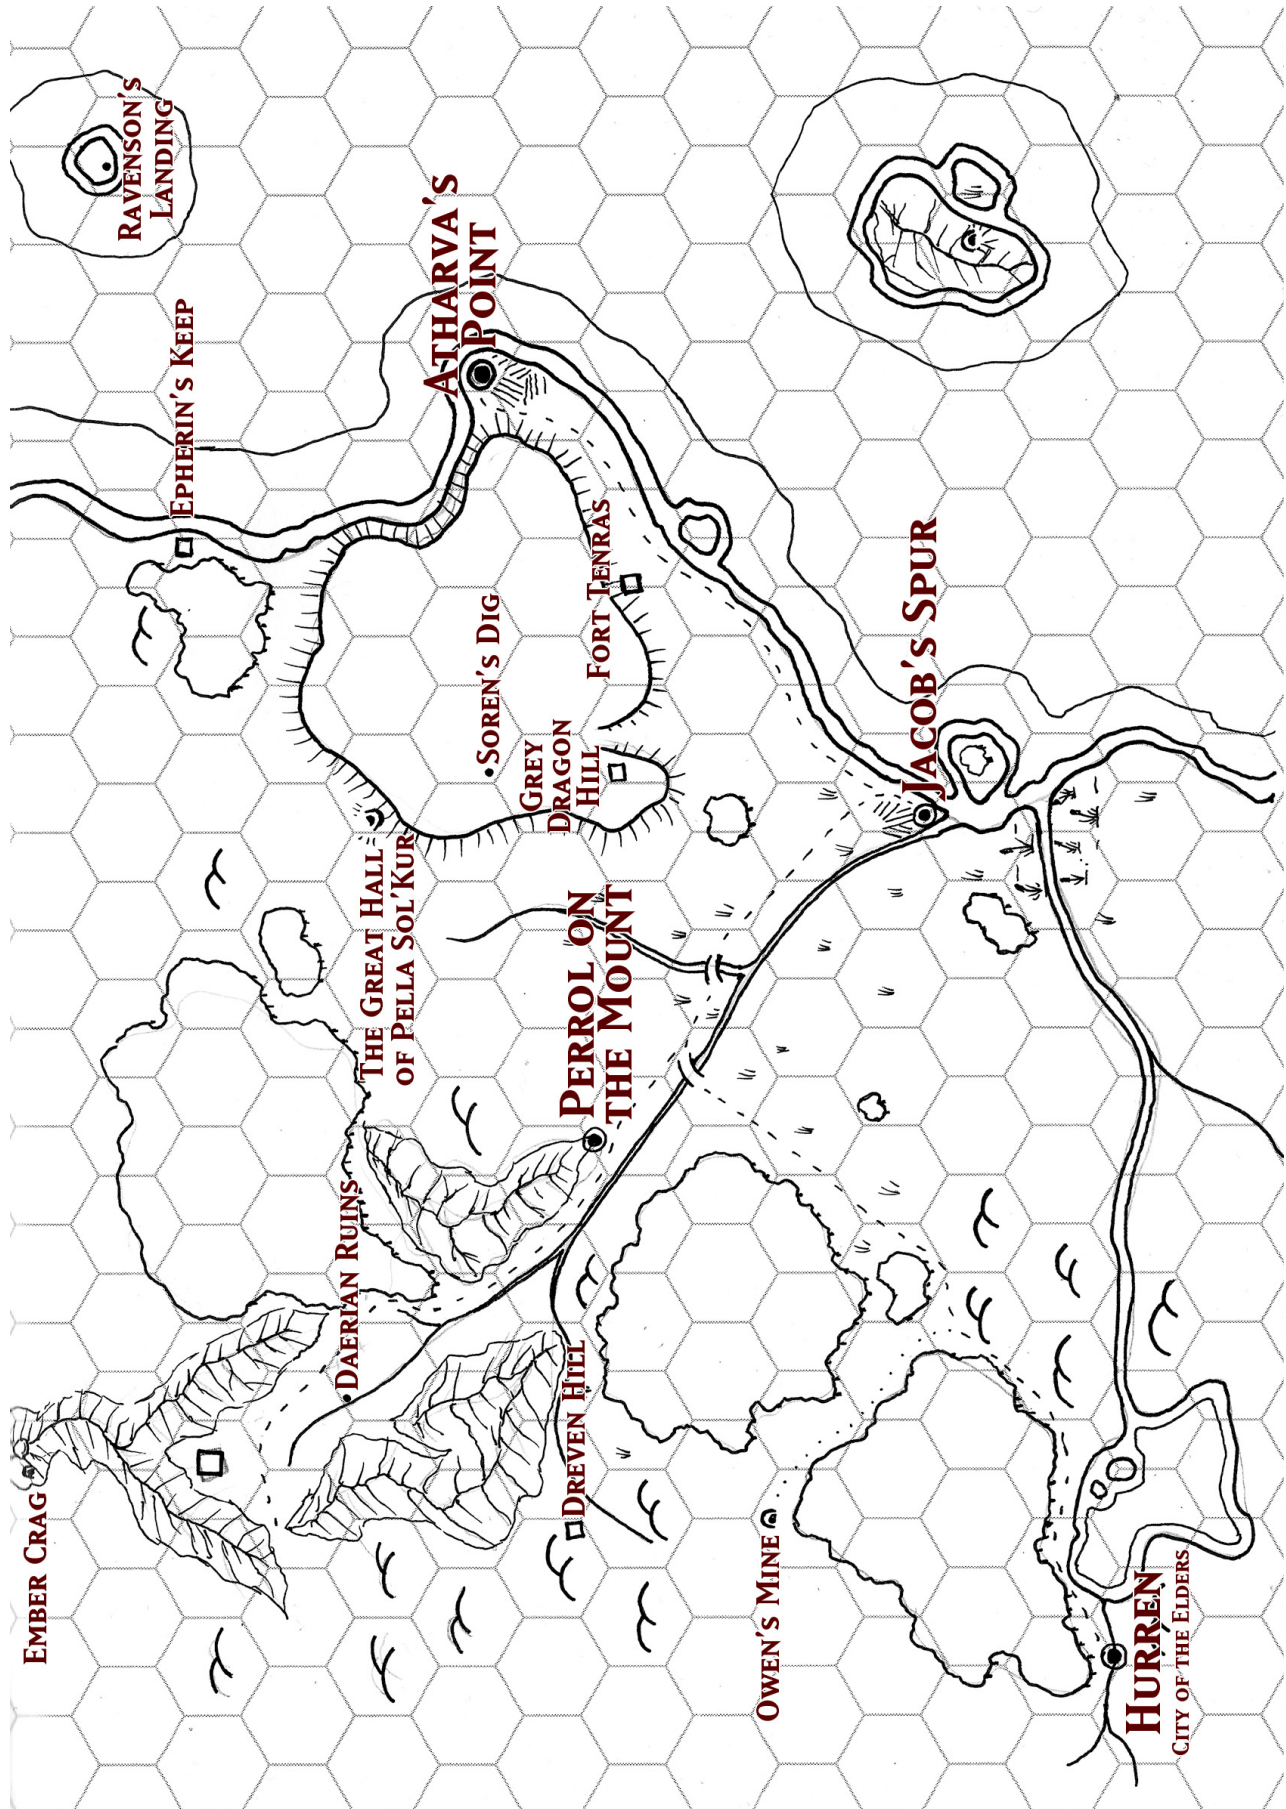 Ember Crag
Ravenson's
Landing
Epherin's Keep
Daerian Ruins
The Great Hall
of Pella Sol'Kur
Atharva's
Point
Soren's Dig
Grey
Dragon
Hill
Dreven Hill
Perrol on
the Mount
Fort Tenras
Owen's Mine
Jacob's Spur
Hurren
City of the Elders